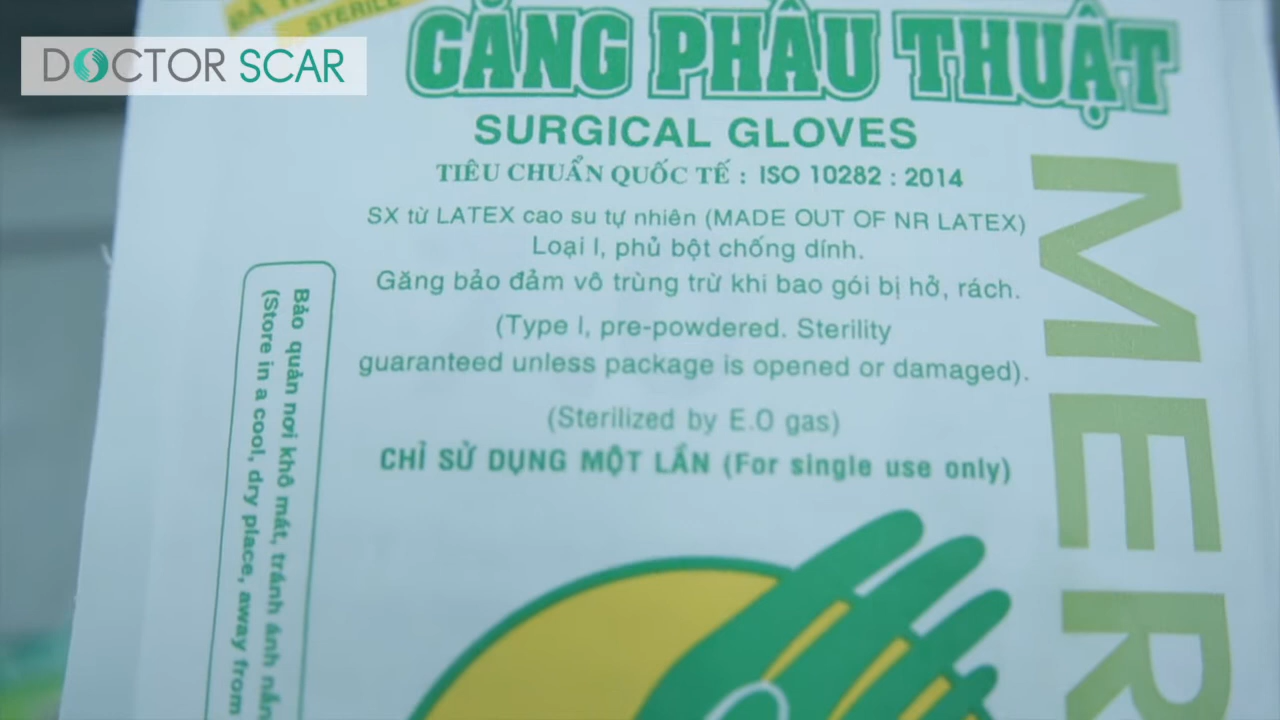 STERILE
DOCTOR SCAR
GĂNG PHẪU THUẬT
SURGICAL GLOVES
TIÊU CHUẨN QUỐC TẾ : ISO 10282 : 2014
SX từ LATEX cao su tự nhiên (MADE OUT OF NR LATEX)
Loại I, phủ bột chống dính.
Găng bảo đảm vô trùng trừ khi bao gói bị hở, rách.
(Type I, pre-powdered. Sterility
guaranteed unless package is opened or damaged).
(Sterilized by E.O gas)
CHỈ SỬ DỤNG MỘT LẦN (For single use only)
Bảo quản nơi khô mát, tránh ánh nắn
(Store in a cool, dry place, away from
MER